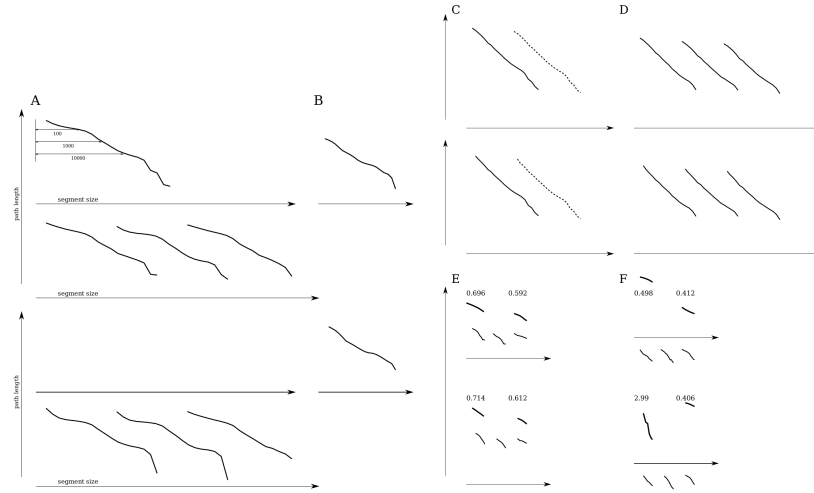 A
B
C
D
100
1000
10000
path length
segment size
segment size
E
F
0.696
0.592
0.498
0.412
path length
0.714
0.612
2.99
0.406
segment size